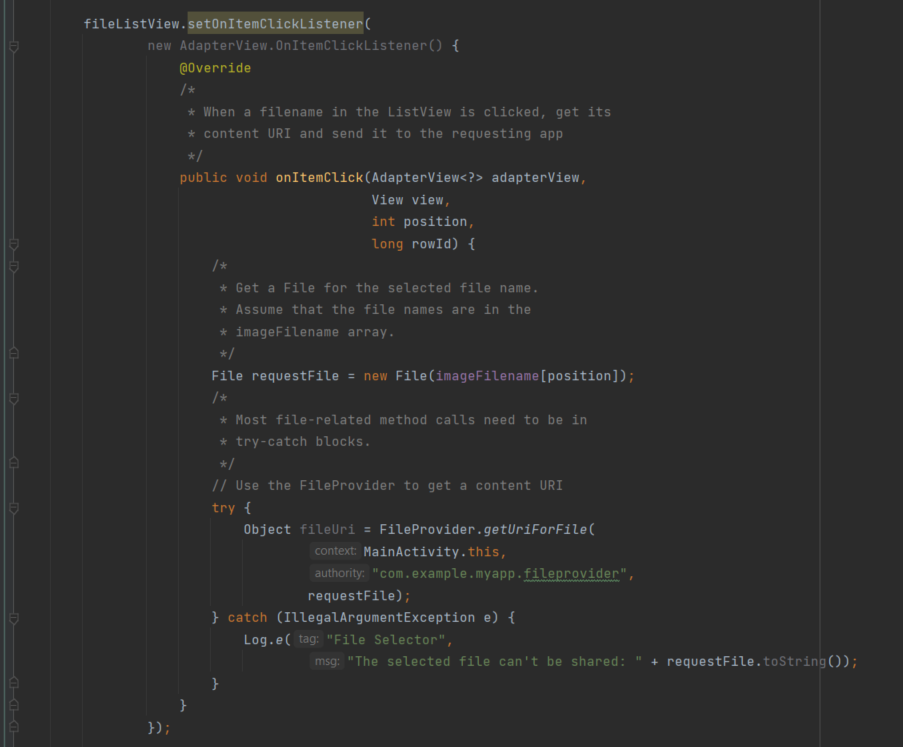 fileListView.setOnItemClickListener(
new AdapterView.OnItemClickListener() {
@Override
/*
* When a filename in the ListView is clicked, get its
* content URI and send it to the requesting app
*/
public void onItemClick(AdapterView<?> adapterView,
View view,
int position,
long rowId) {
/*
* Get a File for the selected file name.
* Assume that the file names are in the
* imageFilename array.
*/
File requestFile = new File(imageFilename[position]);
/*
* Most file-related method calls need to be in
* try-catch blocks.
*/
// Use the FileProvider to get a content URI
try {
Object fileUri = FileProvider.getUriForFile(
context: MainActivity.this,
authority: "com.example.myapp.fileprovider",
requestFile);
} catch (IllegalArgumentException e) {
Log.e( tag: "File Selector",
msg: "The selected file can't be shared: " + requestFile.toString());
}
}
});